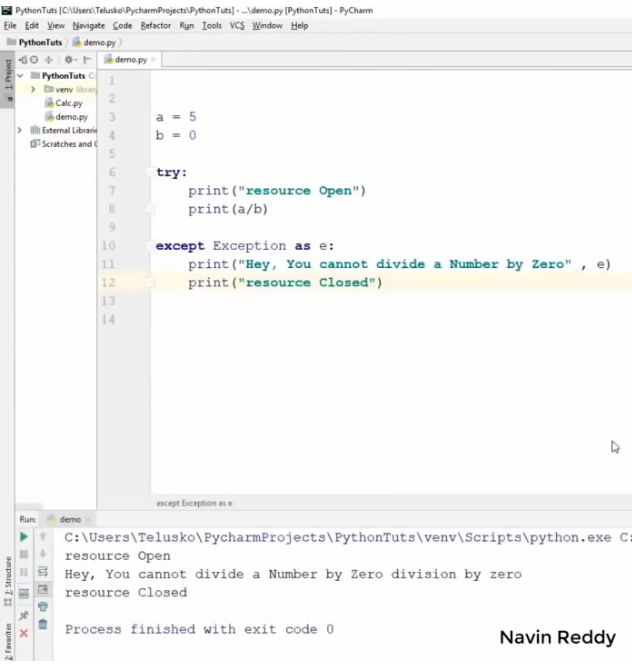 PythonTuts [C:\Users\Telusko\PycharmProjects\PythonTuts] - ...\demo.py [PythonTuts] - PyCharm
File Edit View Navigate Code Refactor Run Tools VCS Window Help
PythonTuts demo.py
demo.py
1: Project
PythonTuts C:
venv library
Calc.py
demo.py
External Librarie
Scratches and C
1
2
3 a = 5
4 b = 0
5
6 try:
7 print("resource Open")
8 print(a/b)
9
10 except Exception as e:
11 print("Hey, You cannot divide a Number by Zero" , e)
12 print("resource Closed")
13
14
except Exception as e
Run: demo
C:\Users\Telusko\PycharmProjects\PythonTuts\venv\Scripts\python.exe C:
resource Open
Hey, You cannot divide a Number by Zero division by zero
resource Closed
Process finished with exit code 0
7: Structure
2: Favorites
Navin Reddy